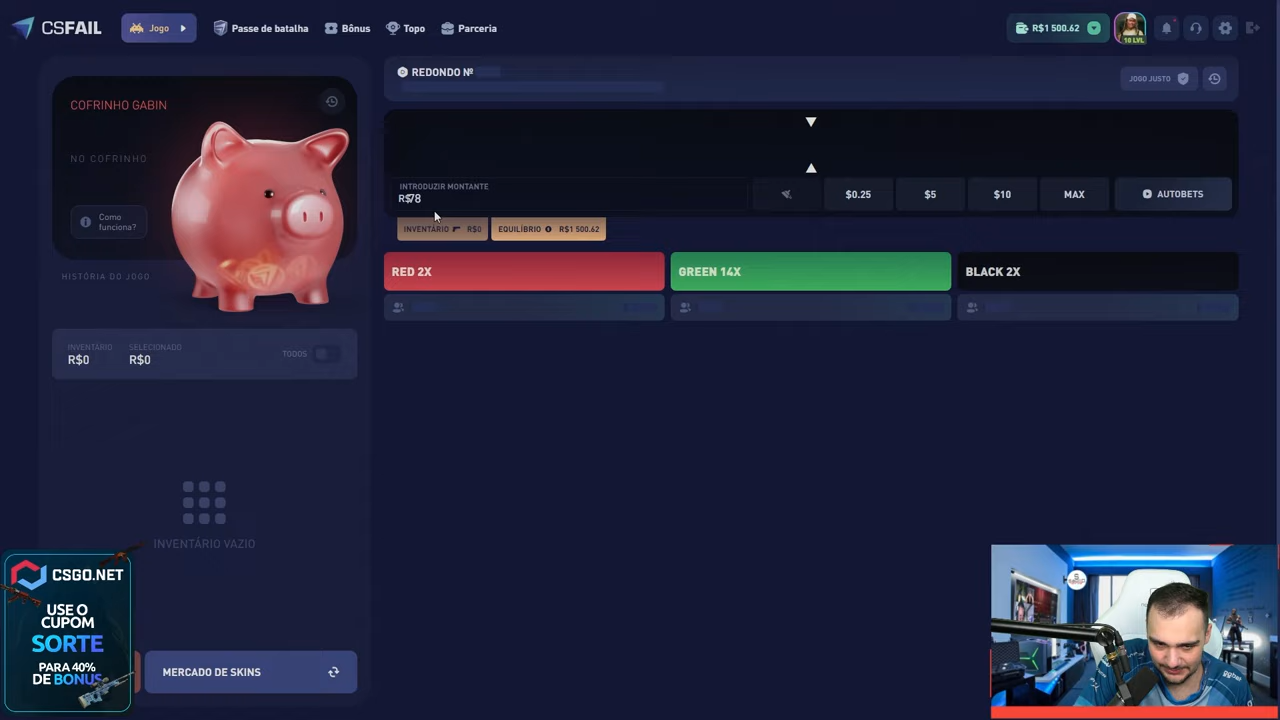 CSFAIL
Jogo
Passe de batalha
Bônus
Topo
Parceria
R$1 500.62
10 LVL
COFRINHO GABIN
NO COFRINHO
Como
funciona?
HISTÓRIA DO JOGO
REDONDO Nº
JOGO JUSTO
INTRODUZIR MONTANTE
R$78
$0.25
$5
$10
MAX
AUTOBETS
INVENTÁRIO R$0
EQUILÍBRIO R$1 500.62
RED 2X
GREEN 14X
BLACK 2X
INVENTÁRIO
R$0
SELECIONADO
R$0
TODOS
INVENTÁRIO VAZIO
MERCADO DE SKINS
CSGO.NET
USE O
CUPOM
SORTE
PARA 40%
DE BONUS